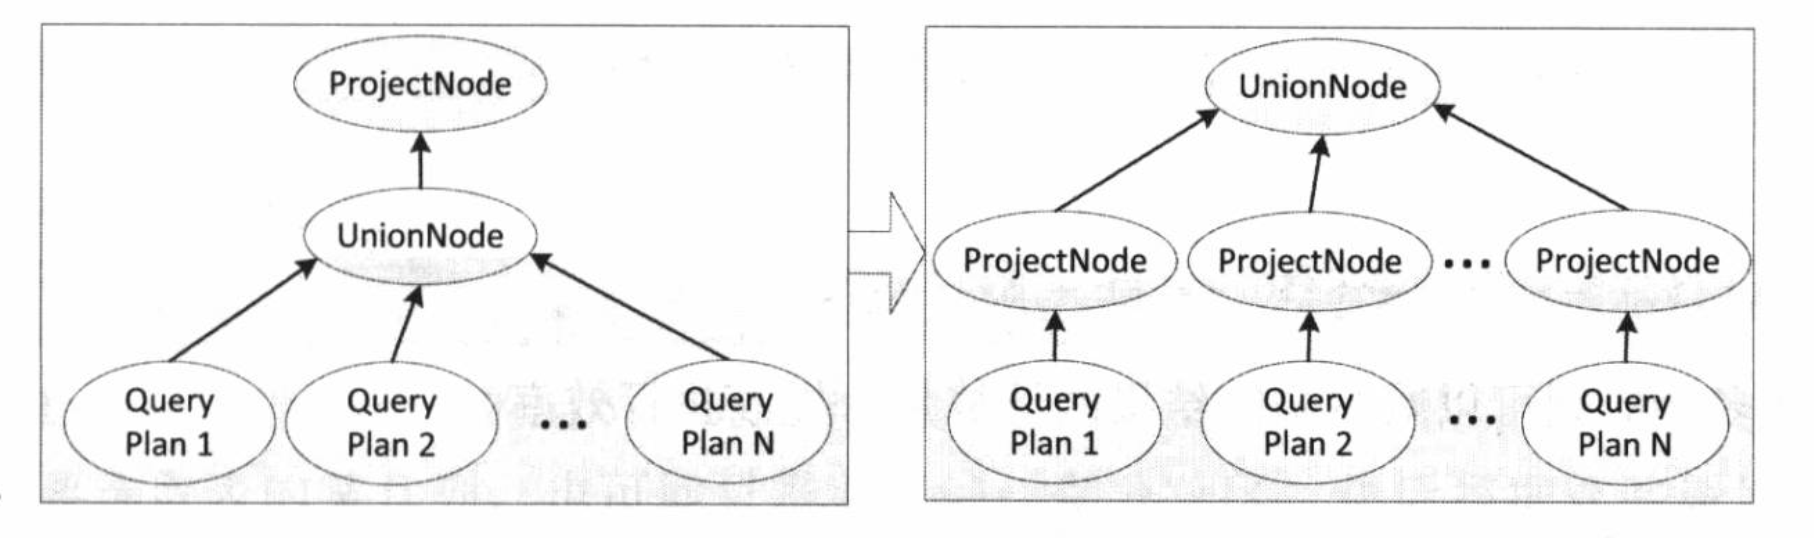 ProjectNode
UnionNode
Query
Plan 1
Query
Plan 2
...
Query
Plan N
UnionNode
ProjectNode
ProjectNode
...
ProjectNode
Query
Plan 1
Query
Plan 2
...
Query
Plan N